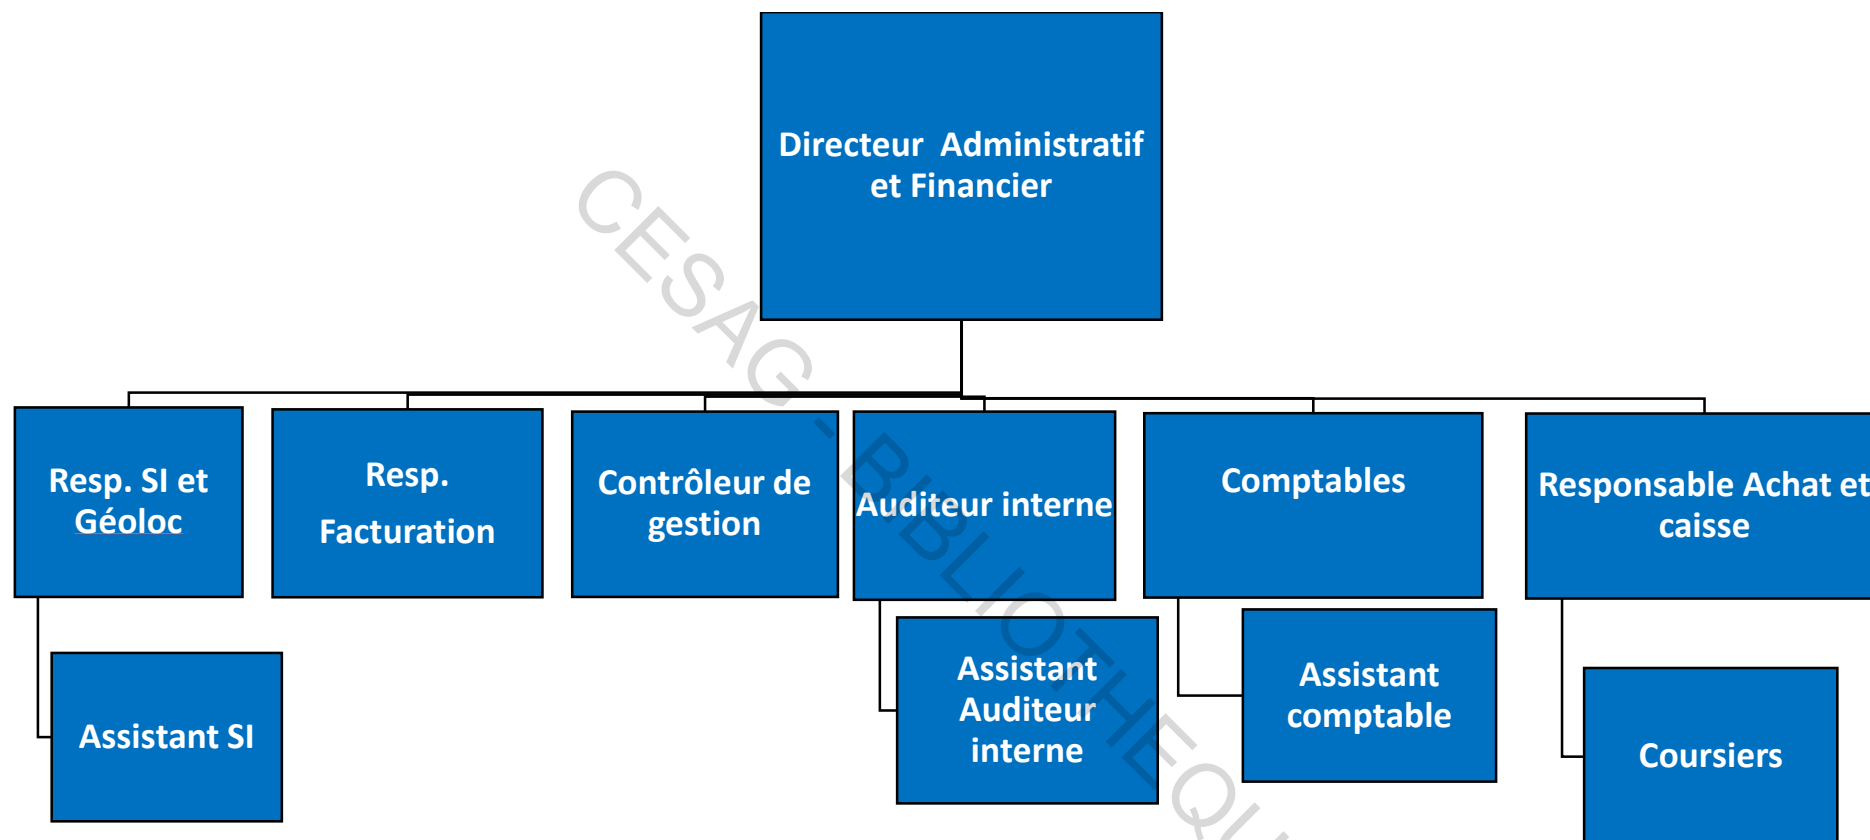 Directeur Administratif
et Financier
Resp. SI et
Géoloc
Resp.
Facturation
Contrôleur de
gestion
Auditeur interne
Comptables
Responsable Achat et
caisse
Assistant SI
Assistant
Auditeur
interne
Assistant
comptable
Coursiers
CESAG - BIBLIOTHEQU